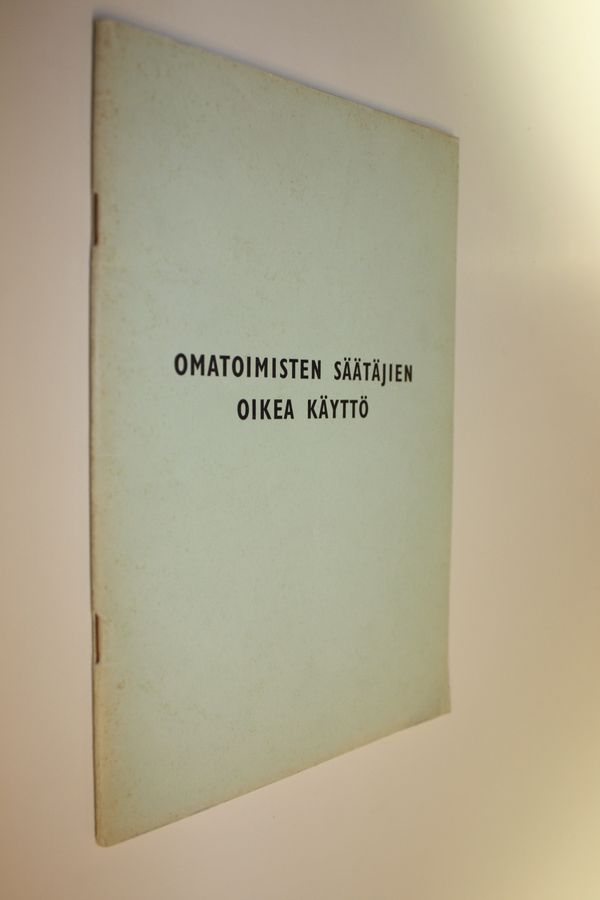 OMATOIMISTEN SÄÄTÄJIEN
OIKEA KÄYTTÖ